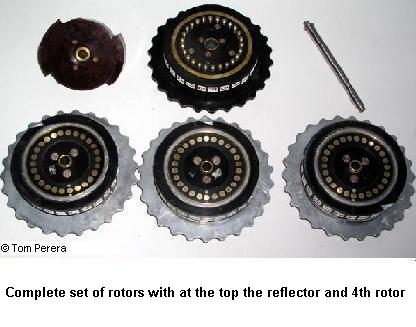 © Tom Perera
Complete set of rotors with at the top the reflector and 4th rotor